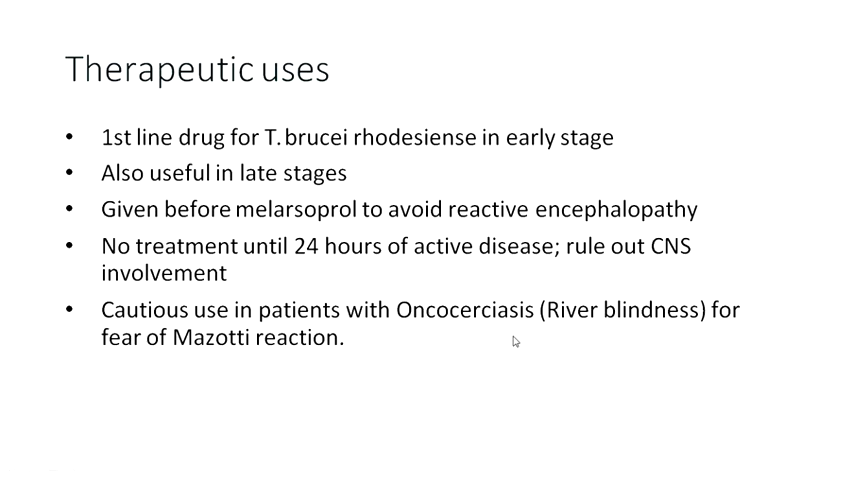 Therapeutic uses
• 1st line drug for T. brucei rhodesiense in early stage
• Also useful in late stages
• Given before melarsoprol to avoid reactive encephalopathy
• No treatment until 24 hours of active disease; rule out CNS
involvement
• Cautious use in patients with Oncocerciasis (River blindness) for
fear of Mazotti reaction.